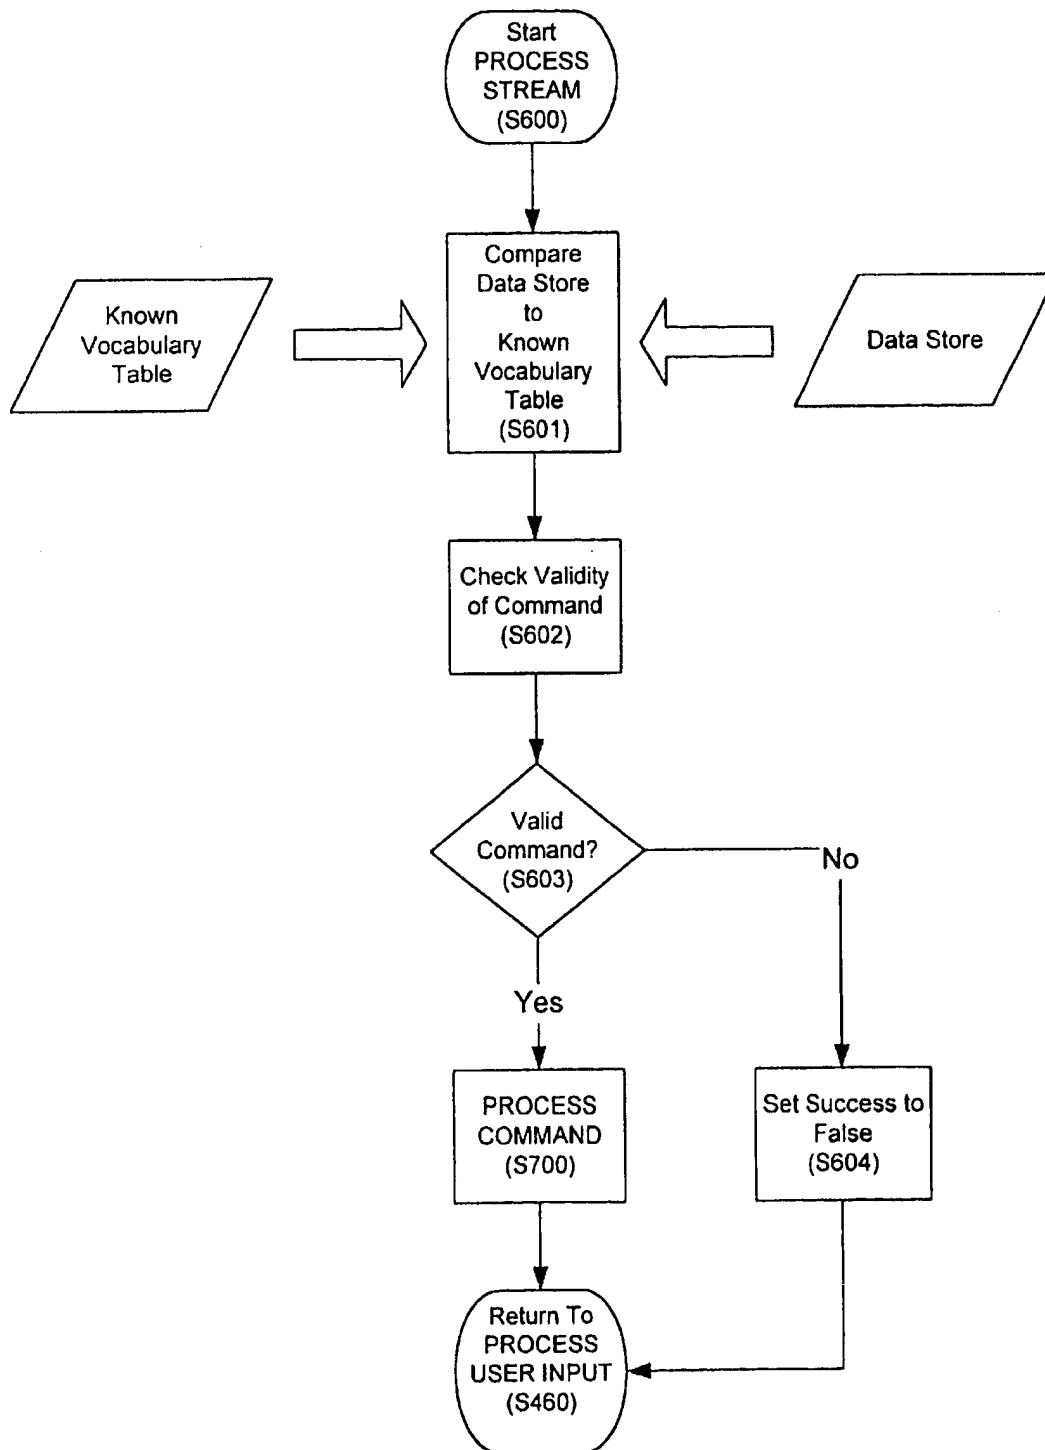 Start
PROCESS
STREAM
(S600)
Known
Vocabulary
Table
Compare
Data Store
to
Known
Vocabulary
Table
(S601)
Data Store
Check Validity
of Command
(S602)
Valid
Command?
(S603)
No
Yes
PROCESS
COMMAND
(S700)
Set Success to
False
(S604)
Return To
PROCESS
USER INPUT
(S460)